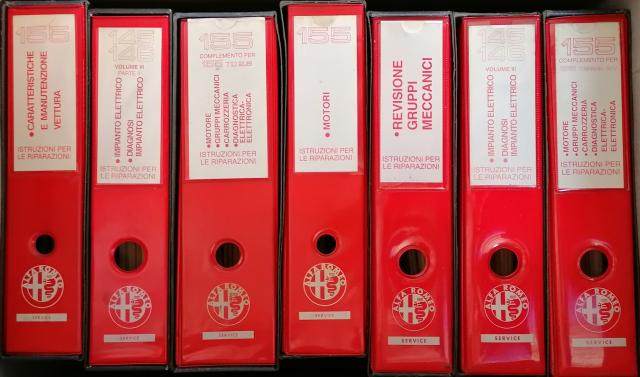 155
• CARATTERISTICHE
E MANUTENZIONE
VETTURA
ISTRUZIONI PER
LE RIPARAZIONI
ALFA ROMEO
SERVICE
145
146
VOLUME III
PARTE II
• IMPIANTO ELETTRICO
• DIAGNOSI
IMPIANTO ELETTRICO
ISTRUZIONI PER
LE RIPARAZIONI
ALFA ROMEO
SERVICE
155
COMPLEMENTO PER
• MOTORE
• GRUPPI MECCANICI
• CARROZZERIA
• DIAGNOSTICA
ELETTRICA-
ELETTRONICA
ISTRUZIONI PER
LE RIPARAZIONI
ALFA ROMEO
SERVICE
155
• MOTORI
ISTRUZIONI PER
LE RIPARAZIONI
ALFA ROMEO
SERVICE
• REVISIONE
GRUPPI
MECCANICI
ISTRUZIONI PER
LE RIPARAZIONI
ALFA ROMEO
SERVICE
145
146
VOLUME III
• IMPIANTO ELETTRICO
• DIAGNOSI
IMPIANTO ELETTRICO
ISTRUZIONI PER
LE RIPARAZIONI
ALFA ROMEO
SERVICE
155
COMPLEMENTO PER
• MOTORE
• GRUPPI MECCANICI
• CARROZZERIA
• DIAGNOSTICA
ELETTRICA-
ELETTRONICA
ISTRUZIONI PER
LE RIPARAZIONI
ALFA ROMEO
SERVICE